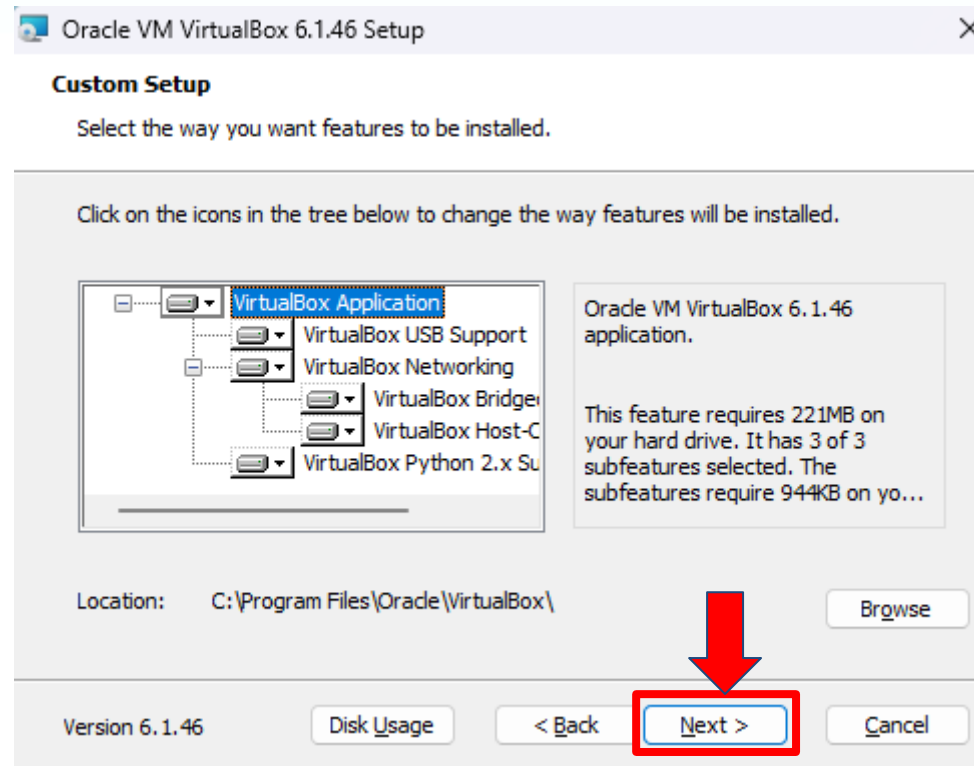 Oracle VM VirtualBox 6.1.46 Setup
Custom Setup
Select the way you want features to be installed.
Click on the icons in the tree below to change the way features will be installed.
VirtualBox Application
VirtualBox USB Support
VirtualBox Networking
VirtualBox Bridge
VirtualBox Host-C
VirtualBox Python 2.x Su
Oracle VM VirtualBox 6.1.46
application.
This feature requires 221MB on
your hard drive. It has 3 of 3
subfeatures selected. The
subfeatures require 944KB on yo...
Location: C:\Program Files\Oracle\VirtualBox\
Browse
Version 6.1.46
Disk Usage
< Back
Next >
Cancel